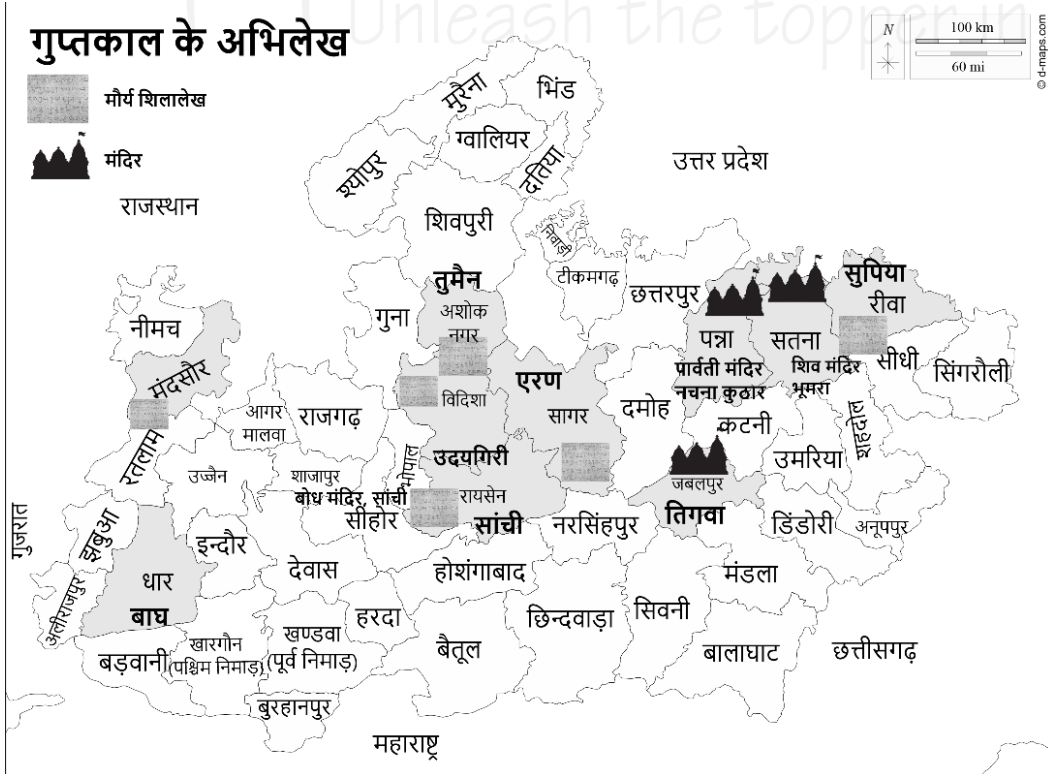 Unleash the topper in
गुप्तकाल के अभिलेख
N
100 km
60 mi
© d-maps.com
मौर्य शिलालेख
मंदिर
मुरैना
भिंड
ग्वालियर
श्योपुर
दतिया
उत्तर प्रदेश
राजस्थान
शिवपुरी
निवाड़ी
तुमैन
टीकमगढ़
छत्तरपुर
सुपिया
रीवा
नीमच
गुना
अशोक
नगर
पन्ना
सतना
मंदसौर
एरण
पार्वती मंदिर
शिव मंदिर
सीधी
सिंगरौली
नचना कुठार
भूमरा
विदिशा
सागर
दमोह
आगर
मालवा
राजगढ़
कटनी
शहदोल
रतलाम
उज्जैन
शाजापुर
भोपाल
उदयगिरी
उमरिया
जबलपुर
बोध मंदिर, सांची
रायसेन
सीहोर
सांची
नरसिंहपुर
तिगवा
डिंडोरी
अनूपपुर
गुजरात
झबुआ
इन्दौर
देवास
होशंगाबाद
मंडला
अलीराजपुर
धार
बाघ
हरदा
छिन्दवाड़ा
सिवनी
बड़वानी
खारगौन
(पश्चिम निमाड़)
खण्डवा
(पूर्व निमाड़)
बैतूल
बालाघाट
छत्तीसगढ़
बुरहानपुर
महाराष्ट्र